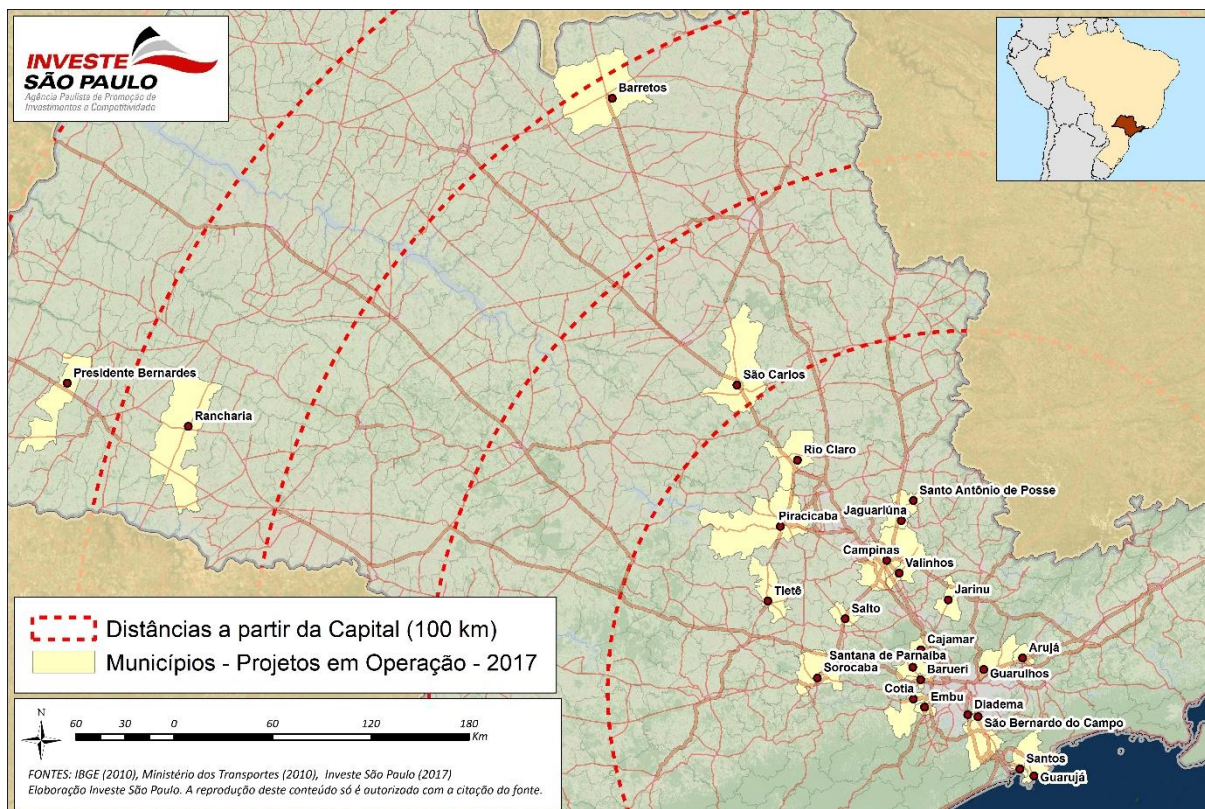 INVESTE
SÃO PAULO
Agência Paulista de Promoção de
Investimentos e Competitividade
Barretos
Presidente Bernardes
São Carlos
Rancharia
Rio Claro
Santo Antônio de Posse
Piracicaba
Jaguariúna
Campinas
Valinhos
Tietê
Jarinu
Salto
Cajamar
Santana de Parnaíba
Arujá
Sorocaba
Barueri
Guarulhos
Cotia
Embu
Diadema
São Bernardo do Campo
Santos
Guarujá
Distâncias a partir da Capital (100 km)
Municípios - Projetos em Operação - 2017
N
60 30 0 60 120 180
Km
FONTES: IBGE (2010), Ministério dos Transportes (2010), Investe São Paulo (2017)
Elaboração Investe São Paulo. A reprodução deste conteúdo só é autorizada com a citação da fonte.